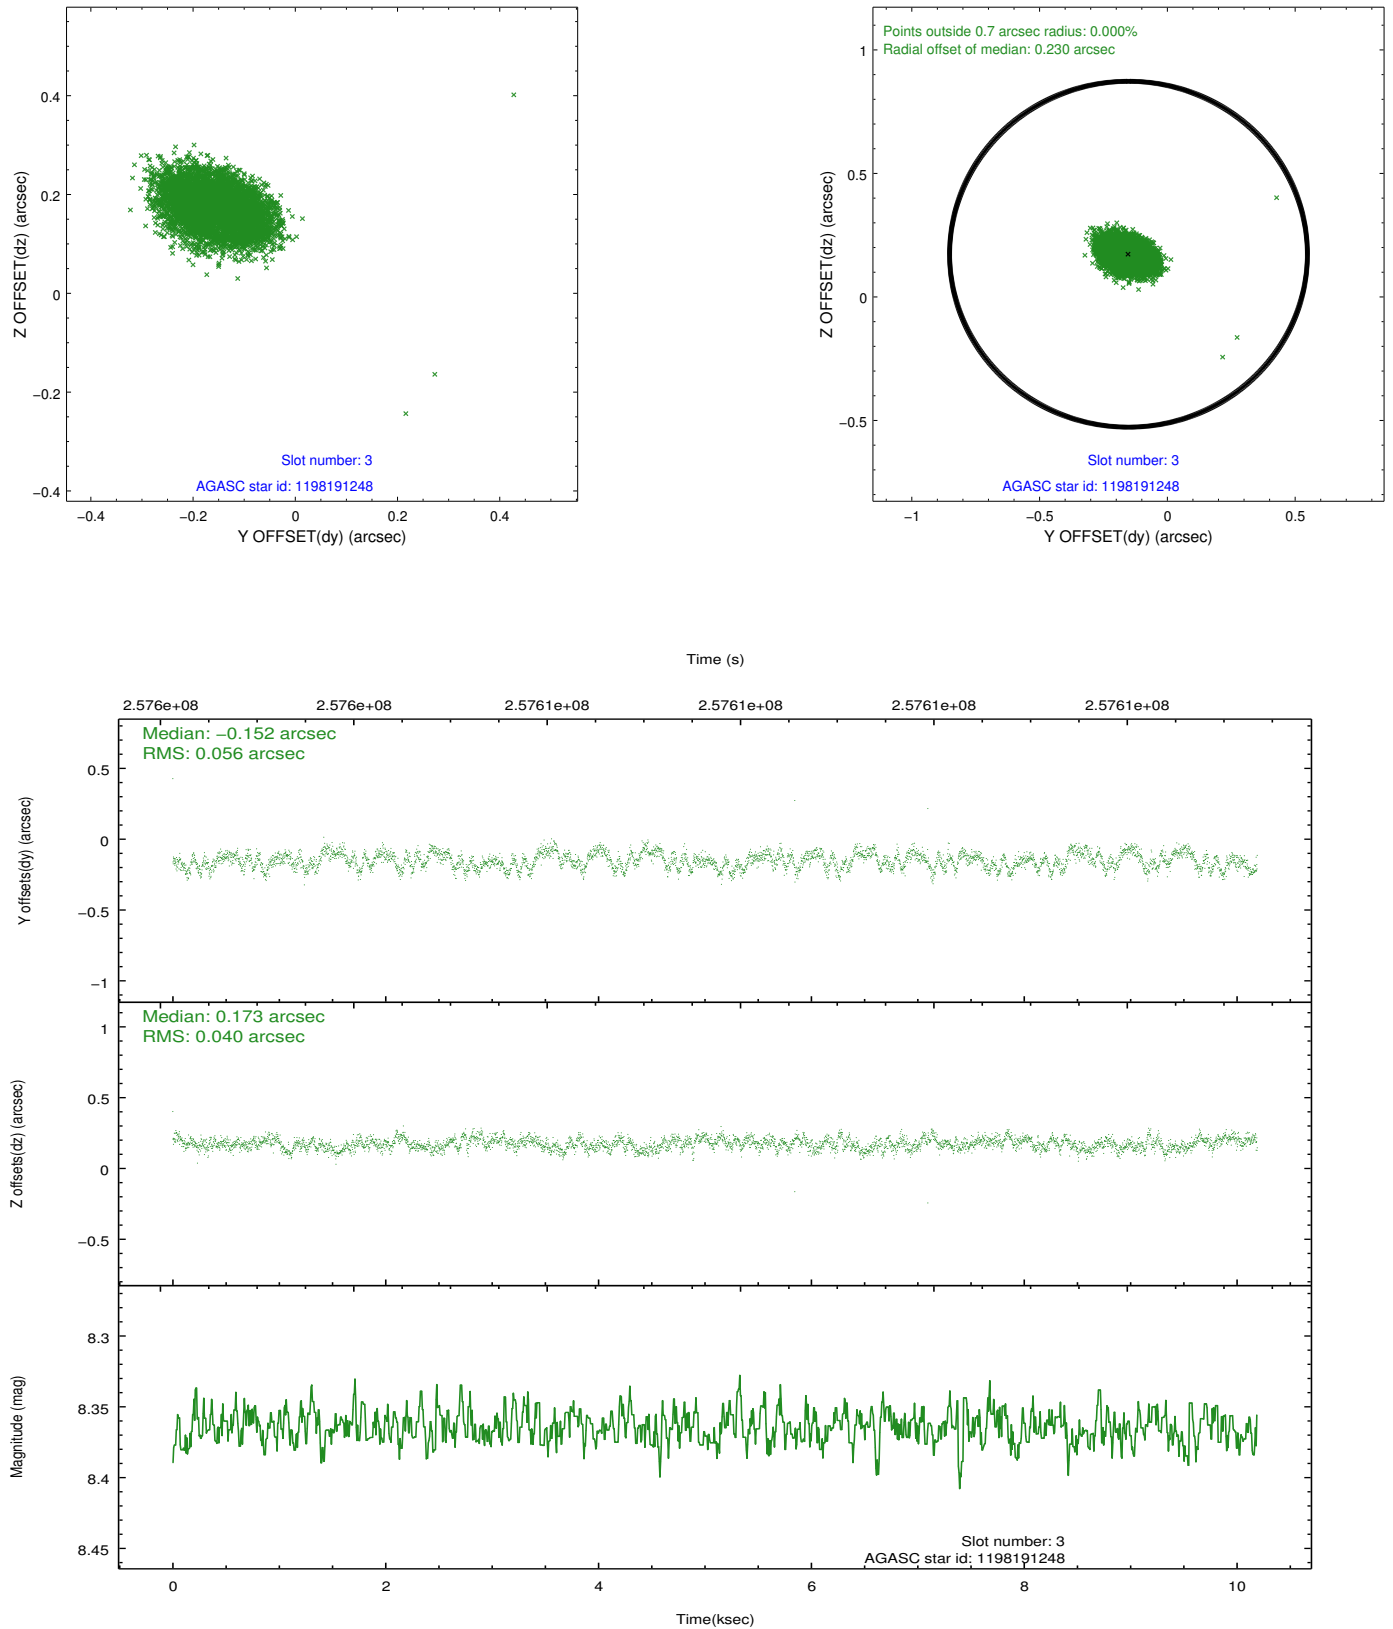 0.4
0.2
0
−0.2
−0.4
Z OFFSET(dz) (arcsec)
Slot number: 3
AGASC star id: 1198191248
−0.4
−0.2
0
0.2
0.4
Y OFFSET(dy) (arcsec)
Points outside 0.7 arcsec radius: 0.000%
Radial offset of median: 0.230 arcsec
1
0.5
0
−0.5
Z OFFSET(dz) (arcsec)
Slot number: 3
AGASC star id: 1198191248
−1
−0.5
0
0.5
Y OFFSET(dy) (arcsec)
Time (s)
2.576e+08
2.576e+08
2.5761e+08
2.5761e+08
2.5761e+08
2.5761e+08
Median: −0.152 arcsec
RMS: 0.056 arcsec
0.5
0
−0.5
−1
Y offsets(dy) (arcsec)
Median: 0.173 arcsec
RMS: 0.040 arcsec
1
0.5
0
−0.5
Z offsets(dz) (arcsec)
8.3
8.35
8.4
8.45
Magnitude (mag)
Slot number: 3
AGASC star id: 1198191248
0
2
4
6
8
10
Time(ksec)